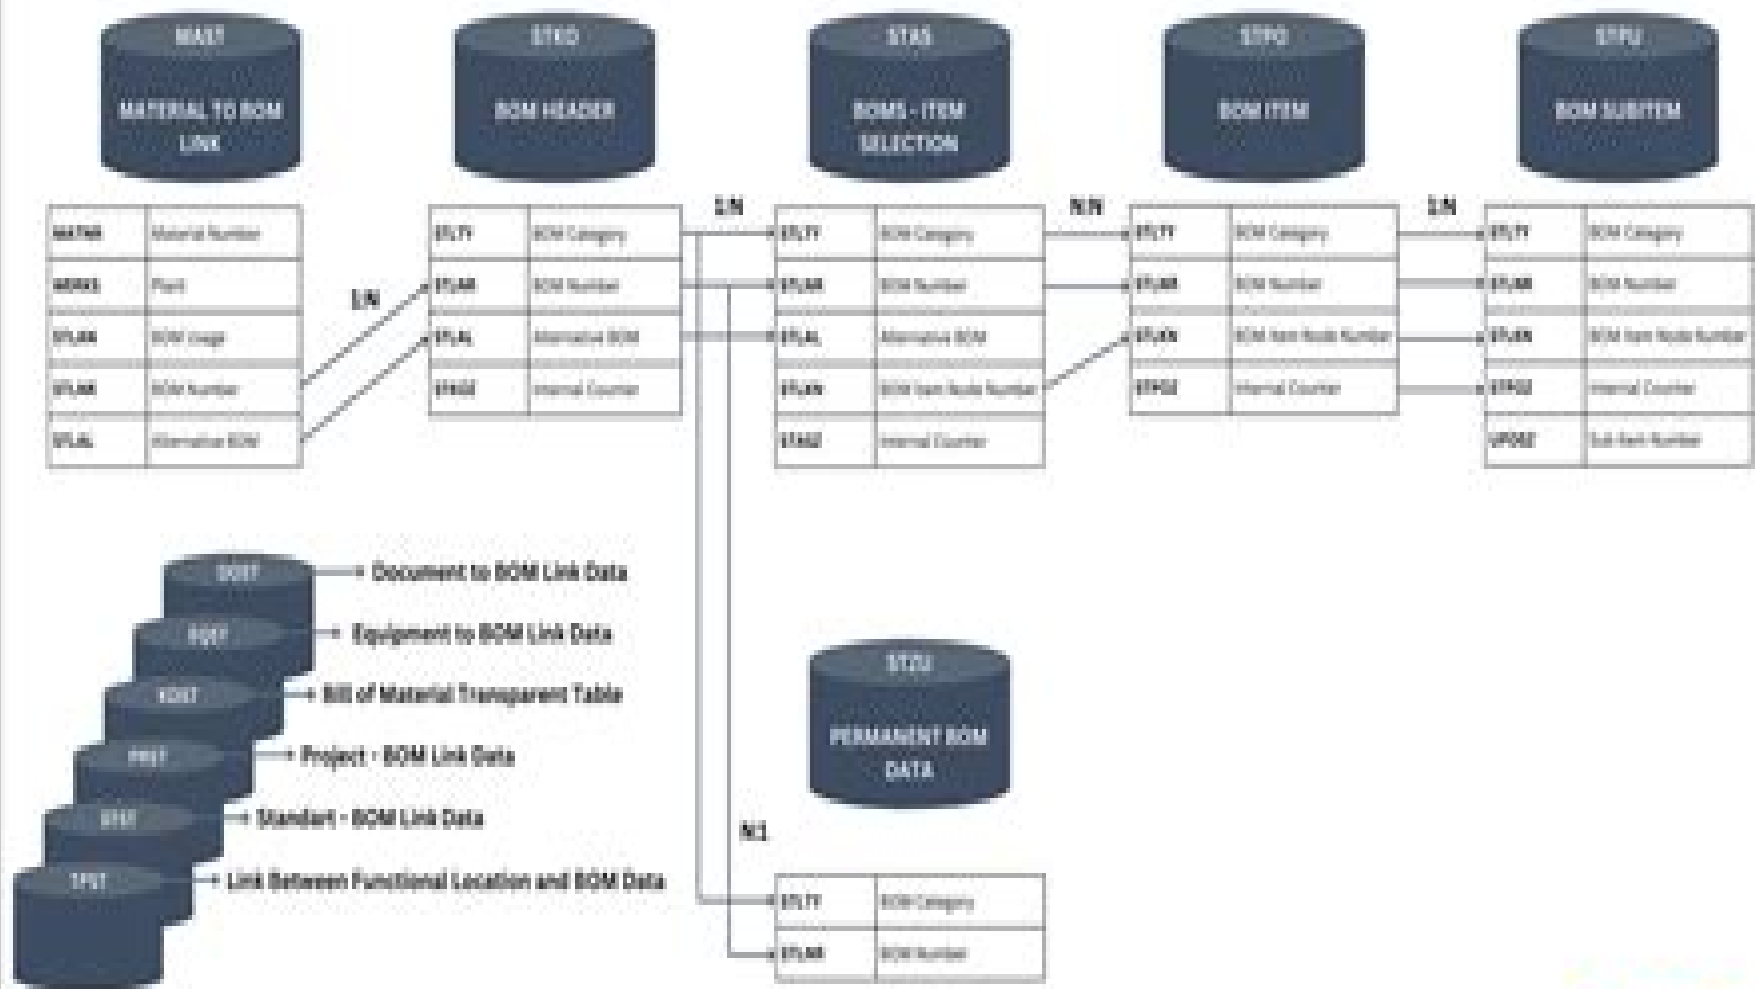 MAST
MATERIAL TO BOM
LINK
STKO
BOM HEADER
STAS
BOMS - ITEM
SELECTION
STPO
BOM ITEM
STPU
BOM SUBITEM
MATNR Material Number
WERKS Plant
STLAN BOM Usage
STLNR BOM Number
STLAL Alternative BOM
1:N
STLTY BOM Category
STLNR BOM Number
STLAL Alternative BOM
STKOZ Internal Counter
1:N
STLTY BOM Category
STLNR BOM Number
STLAL Alternative BOM
STLKN BOM Item Node Number
STASZ Internal Counter
N:N
STLTY BOM Category
STLNR BOM Number
STLKN BOM Item Node Number
STPOZ Internal Counter
1:N
STLTY BOM Category
STLNR BOM Number
STLKN BOM Item Node Number
STPOZ Internal Counter
UPOSZ Sub Item Number
DOST
Document to BOM Link Data
EQST
Equipment to BOM Link Data
KDST
Bill of Material Transparent Table
PRST
Project - BOM Link Data
STST
Standart - BOM Link Data
TPST
Link Between Functional Location and BOM Data
STZU
PERMANENT BOM
DATA
N:1
STLTY BOM Category
STLNR BOM Number